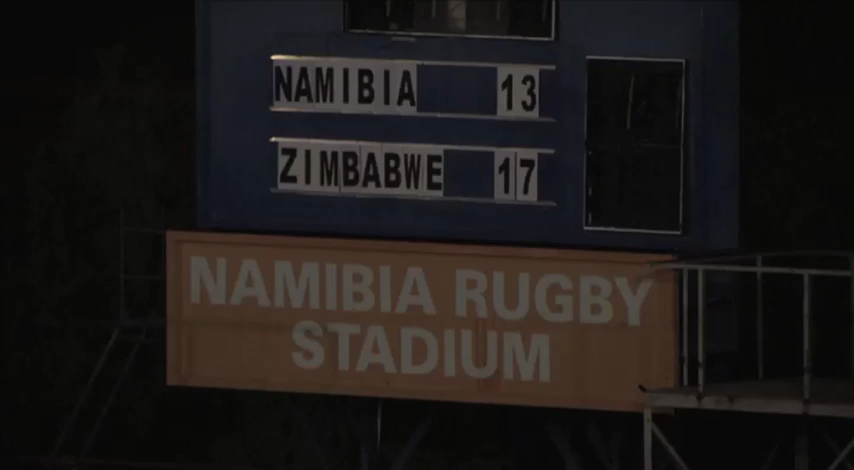 NAMIBIA 13
ZIMBABWE 17
NAMIBIA RUGBY
STADIUM